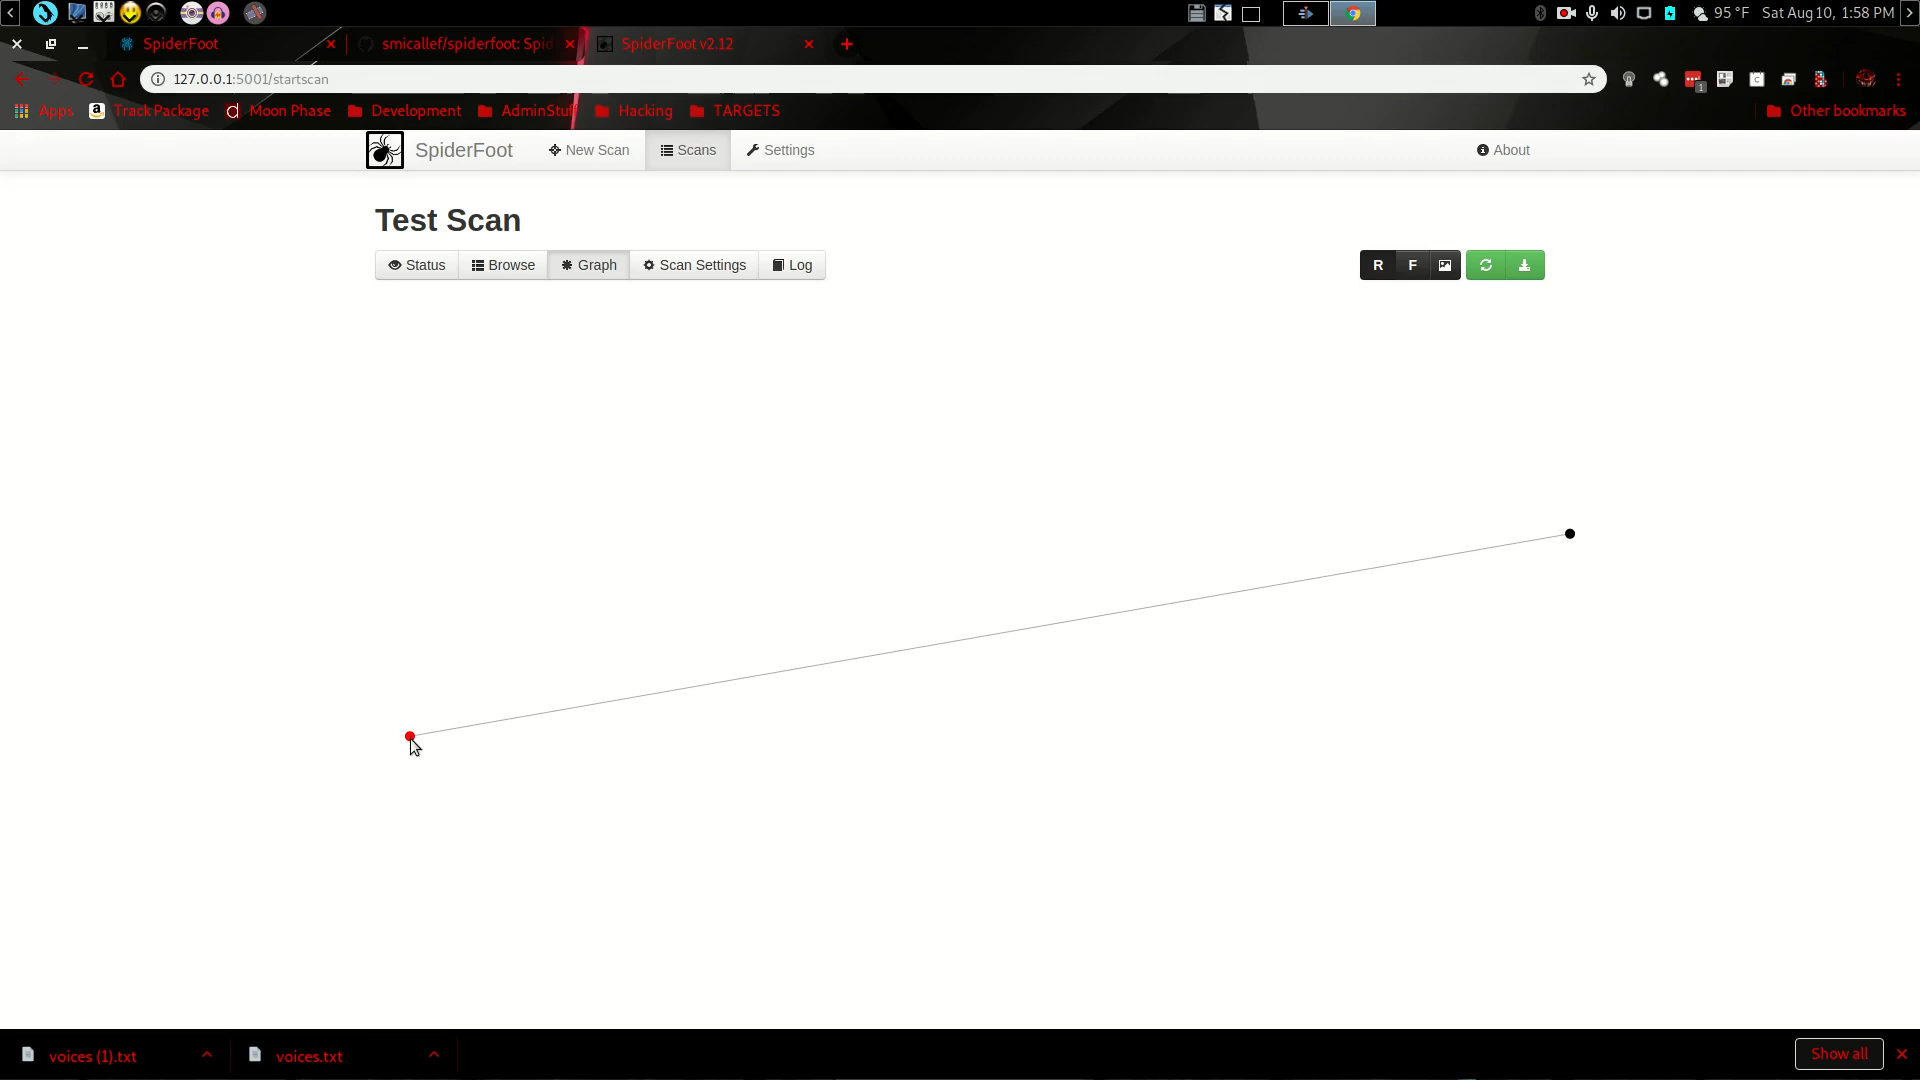 95 °F Sat Aug 10, 1:58 PM
SpiderFoot smicallef/spiderfoot: Spid SpiderFoot v2.12
127.0.0.1:5001/startscan
1
Apps Track Package Moon Phase Development AdminStuff Hacking TARGETS Other bookmarks
SpiderFoot New Scan Scans Settings About
Test Scan
Status Browse Graph Scan Settings Log R F
voices (1).txt voices.txt Show all